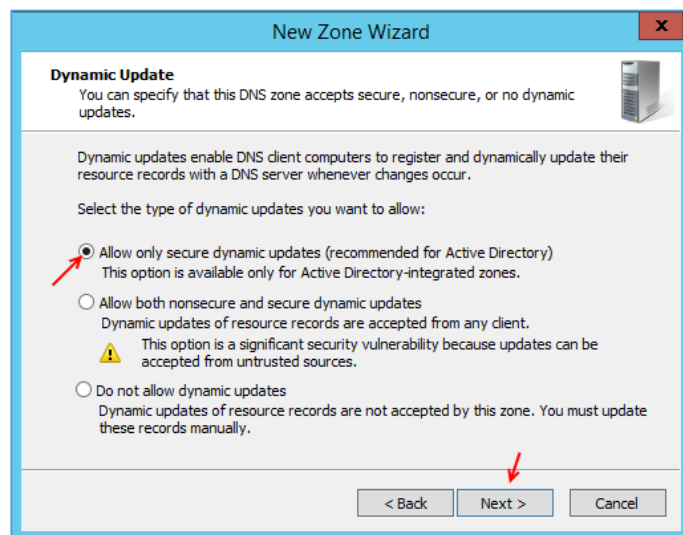 New Zone Wizard
x
Dynamic Update
You can specify that this DNS zone accepts secure, nonsecure, or no dynamic
updates.
Dynamic updates enable DNS client computers to register and dynamically update their
resource records with a DNS server whenever changes occur.
Select the type of dynamic updates you want to allow:
Allow only secure dynamic updates (recommended for Active Directory)
This option is available only for Active Directory-integrated zones.
Allow both nonsecure and secure dynamic updates
Dynamic updates of resource records are accepted from any client.
This option is a significant security vulnerability because updates can be
accepted from untrusted sources.
Do not allow dynamic updates
Dynamic updates of resource records are not accepted by this zone. You must update
these records manually.
< Back Next > Cancel